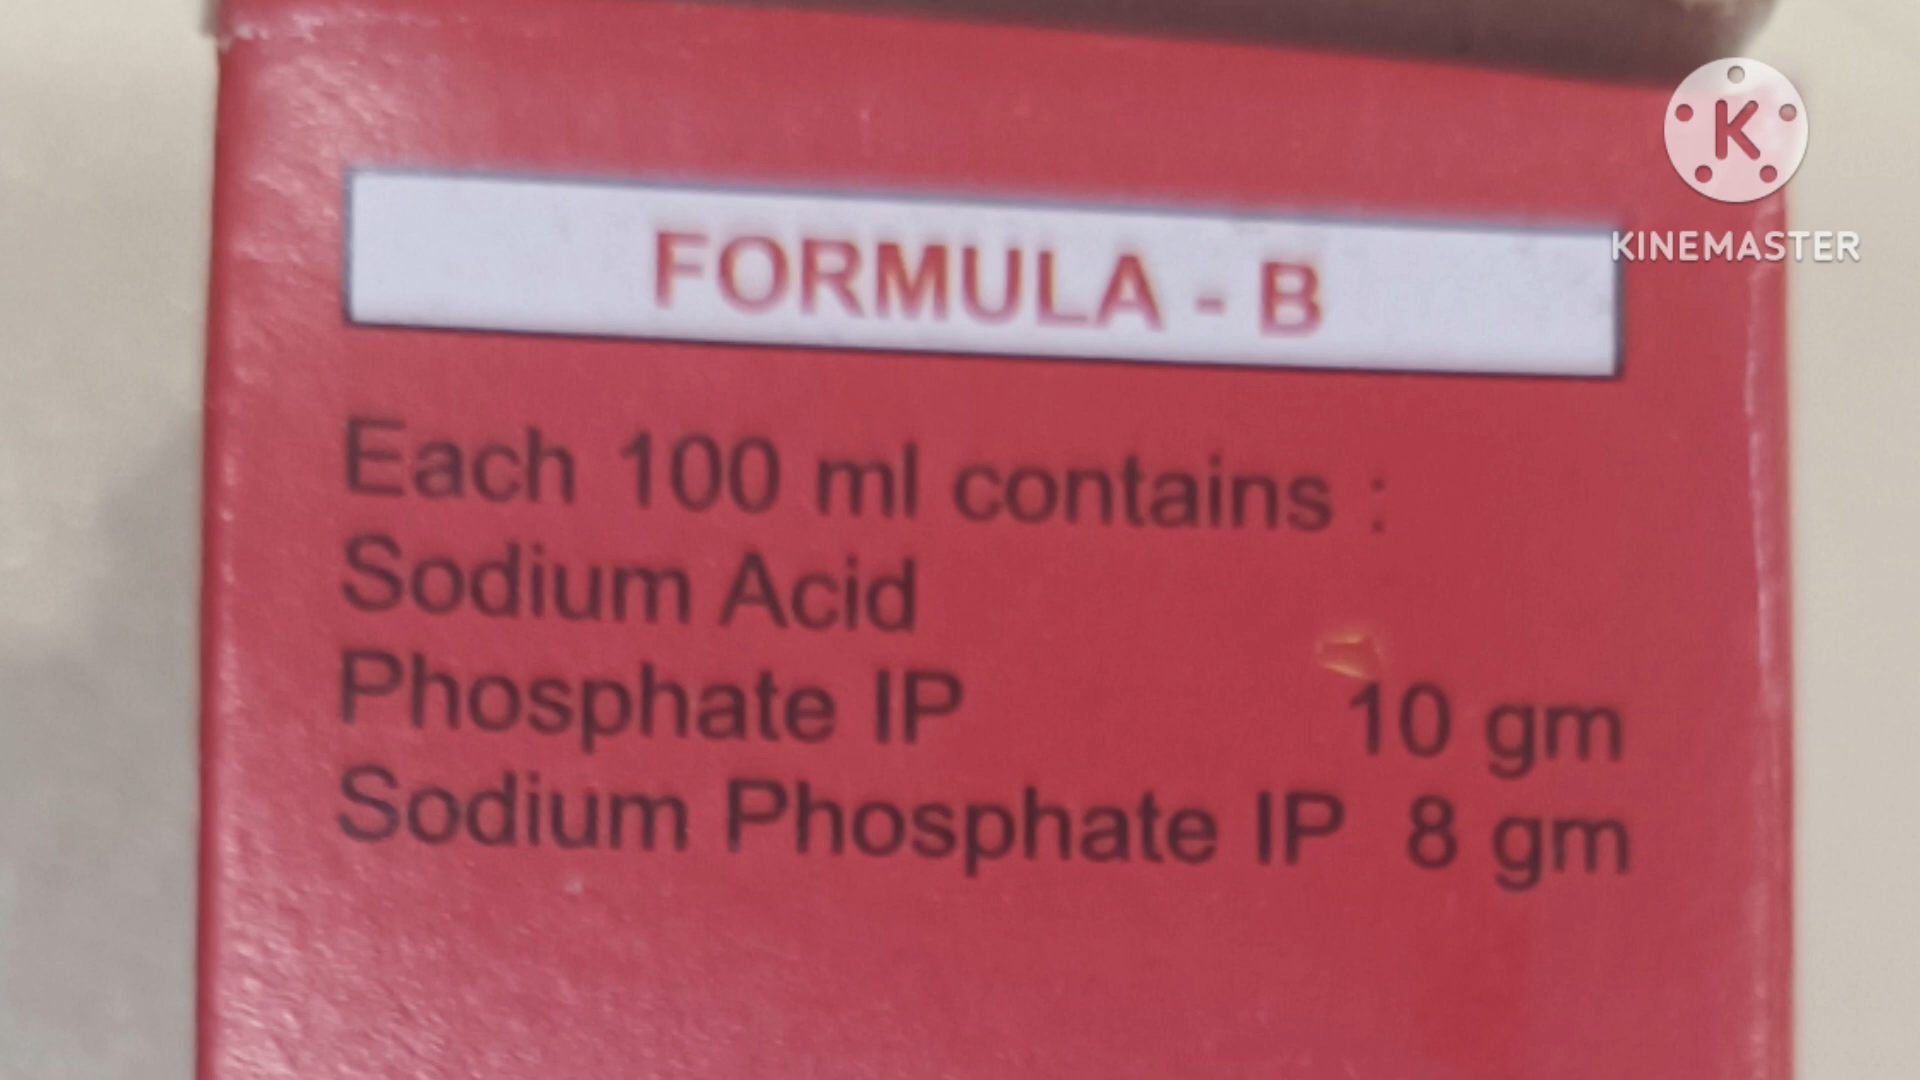 K
KINEMASTER
FORMULA - B
Each 100 ml contains :
Sodium Acid
Phosphate IP 10 gm
Sodium Phosphate IP 8 gm